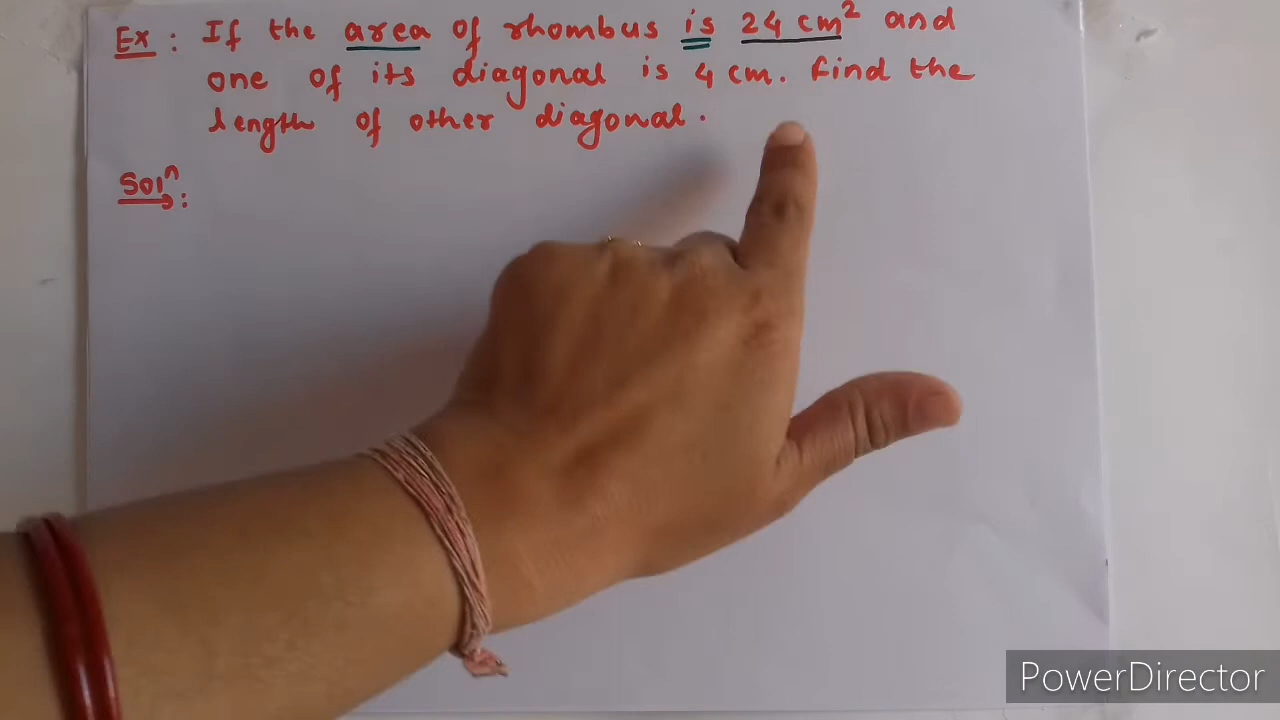 Ex : If the area of rhombus is 24 cm² and
one of its diagonal is 4 cm. Find the
length of other diagonal.
Solⁿ:
PowerDirector